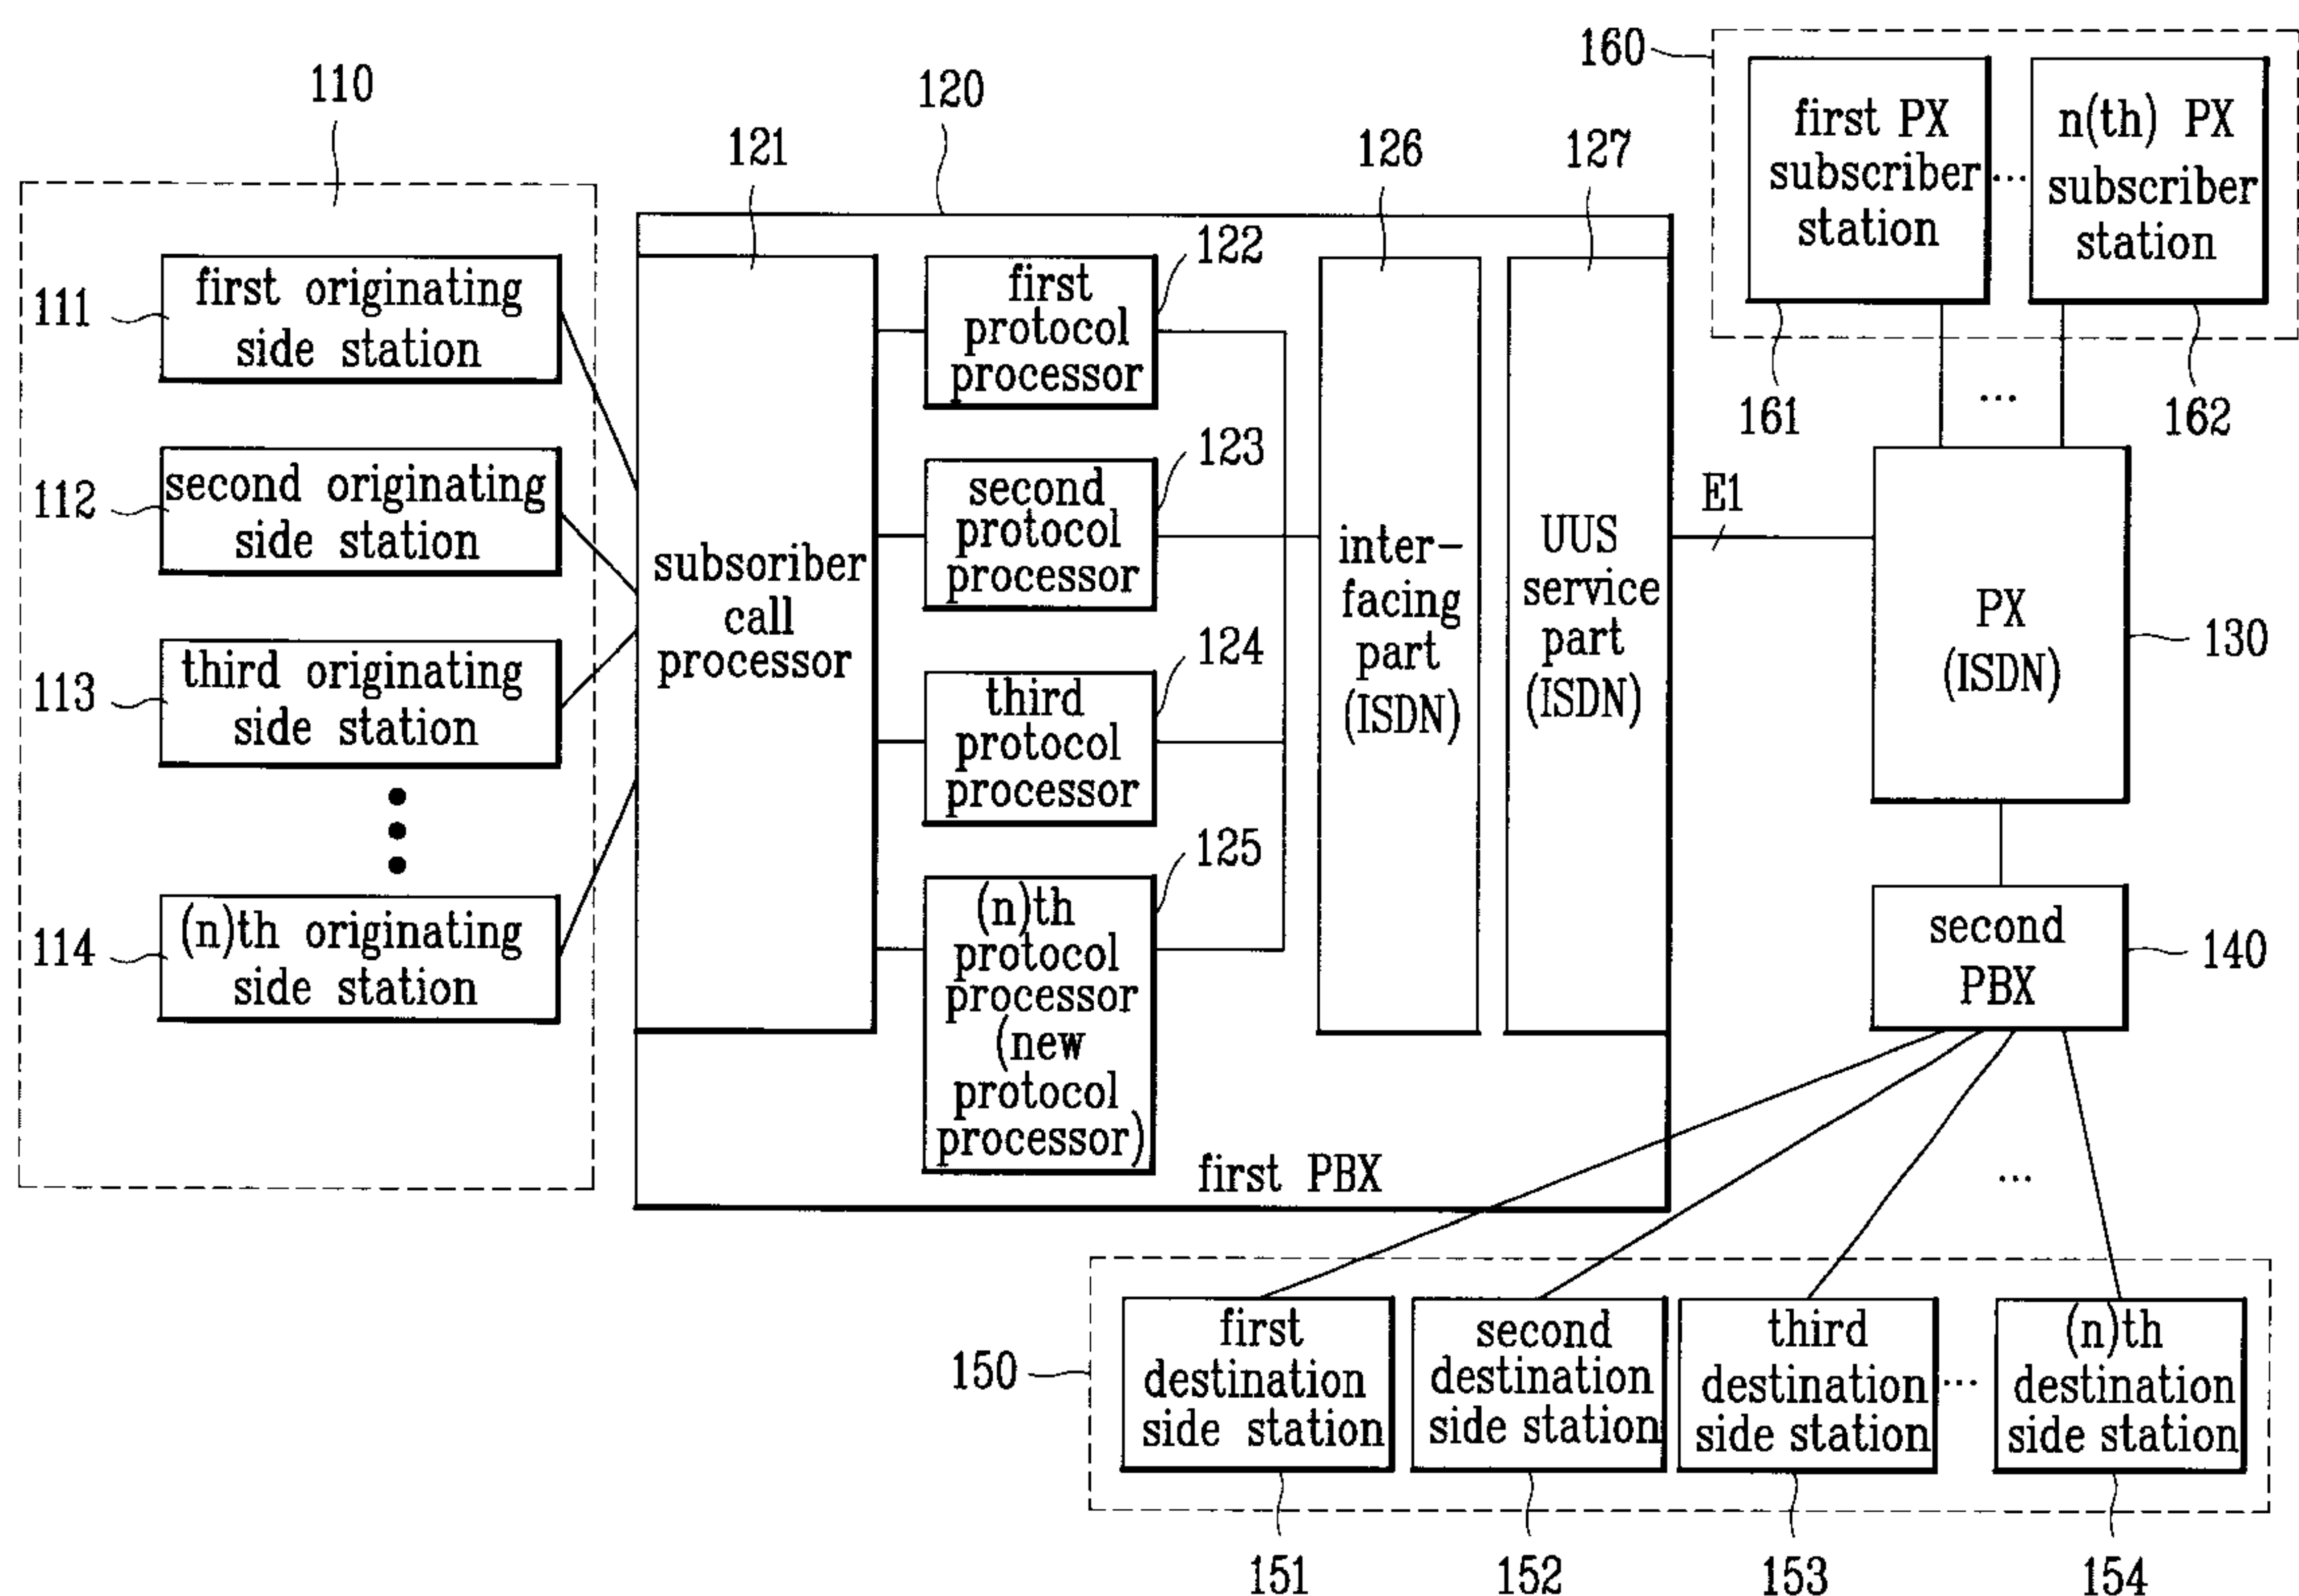 110
111
first originating
side station
112
second originating
side station
113
third originating
side station
114
(n)th originating
side station
120
121
subsoriber
call
processor
122
first
protocol
processor
123
second
protocol
processor
124
third
protocol
processor
125
(n)th
protocol
processor
(new
protocol
processor)
126
inter-
facing
part
(ISDN)
127
UUS
service
part
(ISDN)
first PBX
E1
160
first PX
subscriber
station
...
n(th) PX
subscriber
station
161
...
162
PX
(ISDN)
130
second
PBX
140
...
150
first
destination
side station
second
destination
side station
third
destination
side station
...
(n)th
destination
side station
151
152
153
154